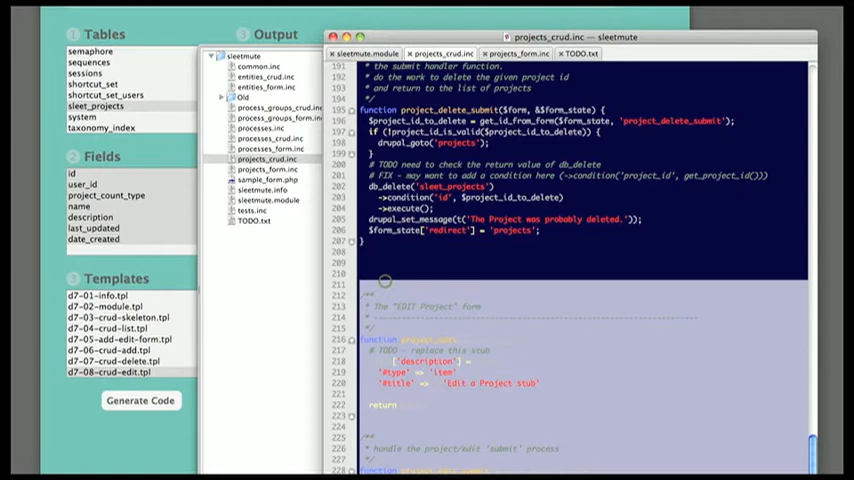 1 Tables
semaphore
sequences
sessions
shortcut_set
shortcut_set_users
sleet_projects
system
taxonomy_index
2 Fields
id
user_id
project_count_type
name
description
last_updated
date_created
3 Templates
d7-01-info.tpl
d7-02-module.tpl
d7-03-crud-skeleton.tpl
d7-04-crud-list.tpl
d7-05-add-edit-form.tpl
d7-06-crud-add.tpl
d7-07-crud-delete.tpl
d7-08-crud-edit.tpl
Generate Code
3 Output
sleetmute
common.inc
entities_crud.inc
entities_form.inc
Old
process_groups_crud.inc
process_groups_form.inc
processes.inc
processes_crud.inc
processes_form.inc
projects_crud.inc
projects_form.inc
sample_form.php
sleetmute.info
sleetmute.module
tests.inc
TODO.txt
projects_crud.inc — sleetmute
sleetmute.module
projects_crud.inc
projects_form.inc
TODO.txt
191 * the submit handler function.
192 * do the work to delete the given project id
193 * and return to the list of projects
194 */
195 function project_delete_submit($form, &$form_state) {
196 $project_id_to_delete = get_id_from_form($form_state, 'project_delete_submit');
197 if (!project_id_is_valid($project_id_to_delete)) {
198 drupal_goto('projects');
199 }
200 # TODO need to check the return value of db_delete
201 # FIX - may want to add a condition here (->condition('project_id', get_project_id()))
202 db_delete('sleet_projects')
203 ->condition('id', $project_id_to_delete)
204 ->execute();
205 drupal_set_message(t('The Project was probably deleted.'));
206 $form_state['redirect'] = 'projects';
207 }
208
209
210
211
212 /**
213 * The "EDIT Project" form
214 * ----------------------------------------------------------------------
215 */
216 function project_edit
217 # TODO - replace this stub
218 ['description'] =
219 '#type' => 'item'
220 '#title' => 'Edit a Project stub'
222 return
223
225 /**
226 * handle the project/edit 'submit' process
227 */
228 function project_edit_submit